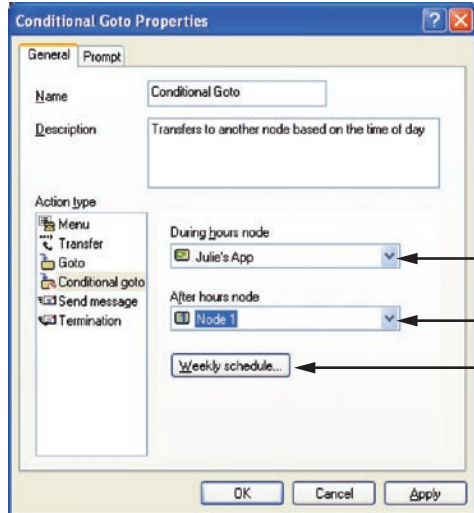 Conditional Goto Properties
General Prompt
Name Conditional Goto
Description Transfers to another node based on the time of day
Action type
Menu
Transfer
Goto
Conditional goto
Send message
Termination
During hours node
Julie's App
After hours node
Node 1
Weekly schedule...
OK Cancel Apply